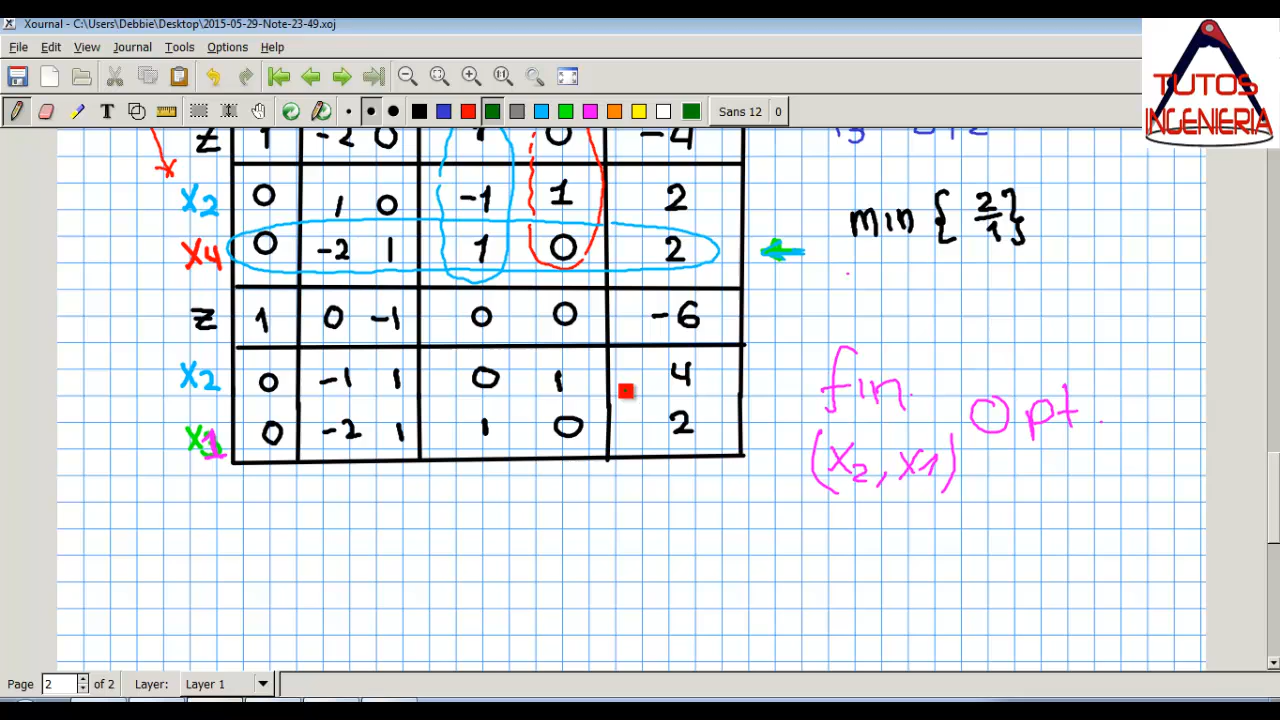 Xournal - C:\Users\Debbie\Desktop\2015-05-29-Note-23-49.xoj
File Edit View Journal Tools Options Help
Sans 12 0
TUTOS
INGENIERIA
Z 1 -2 0 1 0 -4
X2 0 1 0 -1 1 2
X4 0 -2 1 1 0 2
min { 2/1 }
Z 1 0 -1 0 0 -6
X2 0 -1 1 0 1 4
X1 0 -2 1 1 0 2
fin.
Opt.
(X2, X1)
Page 2 of 2 Layer: Layer 1